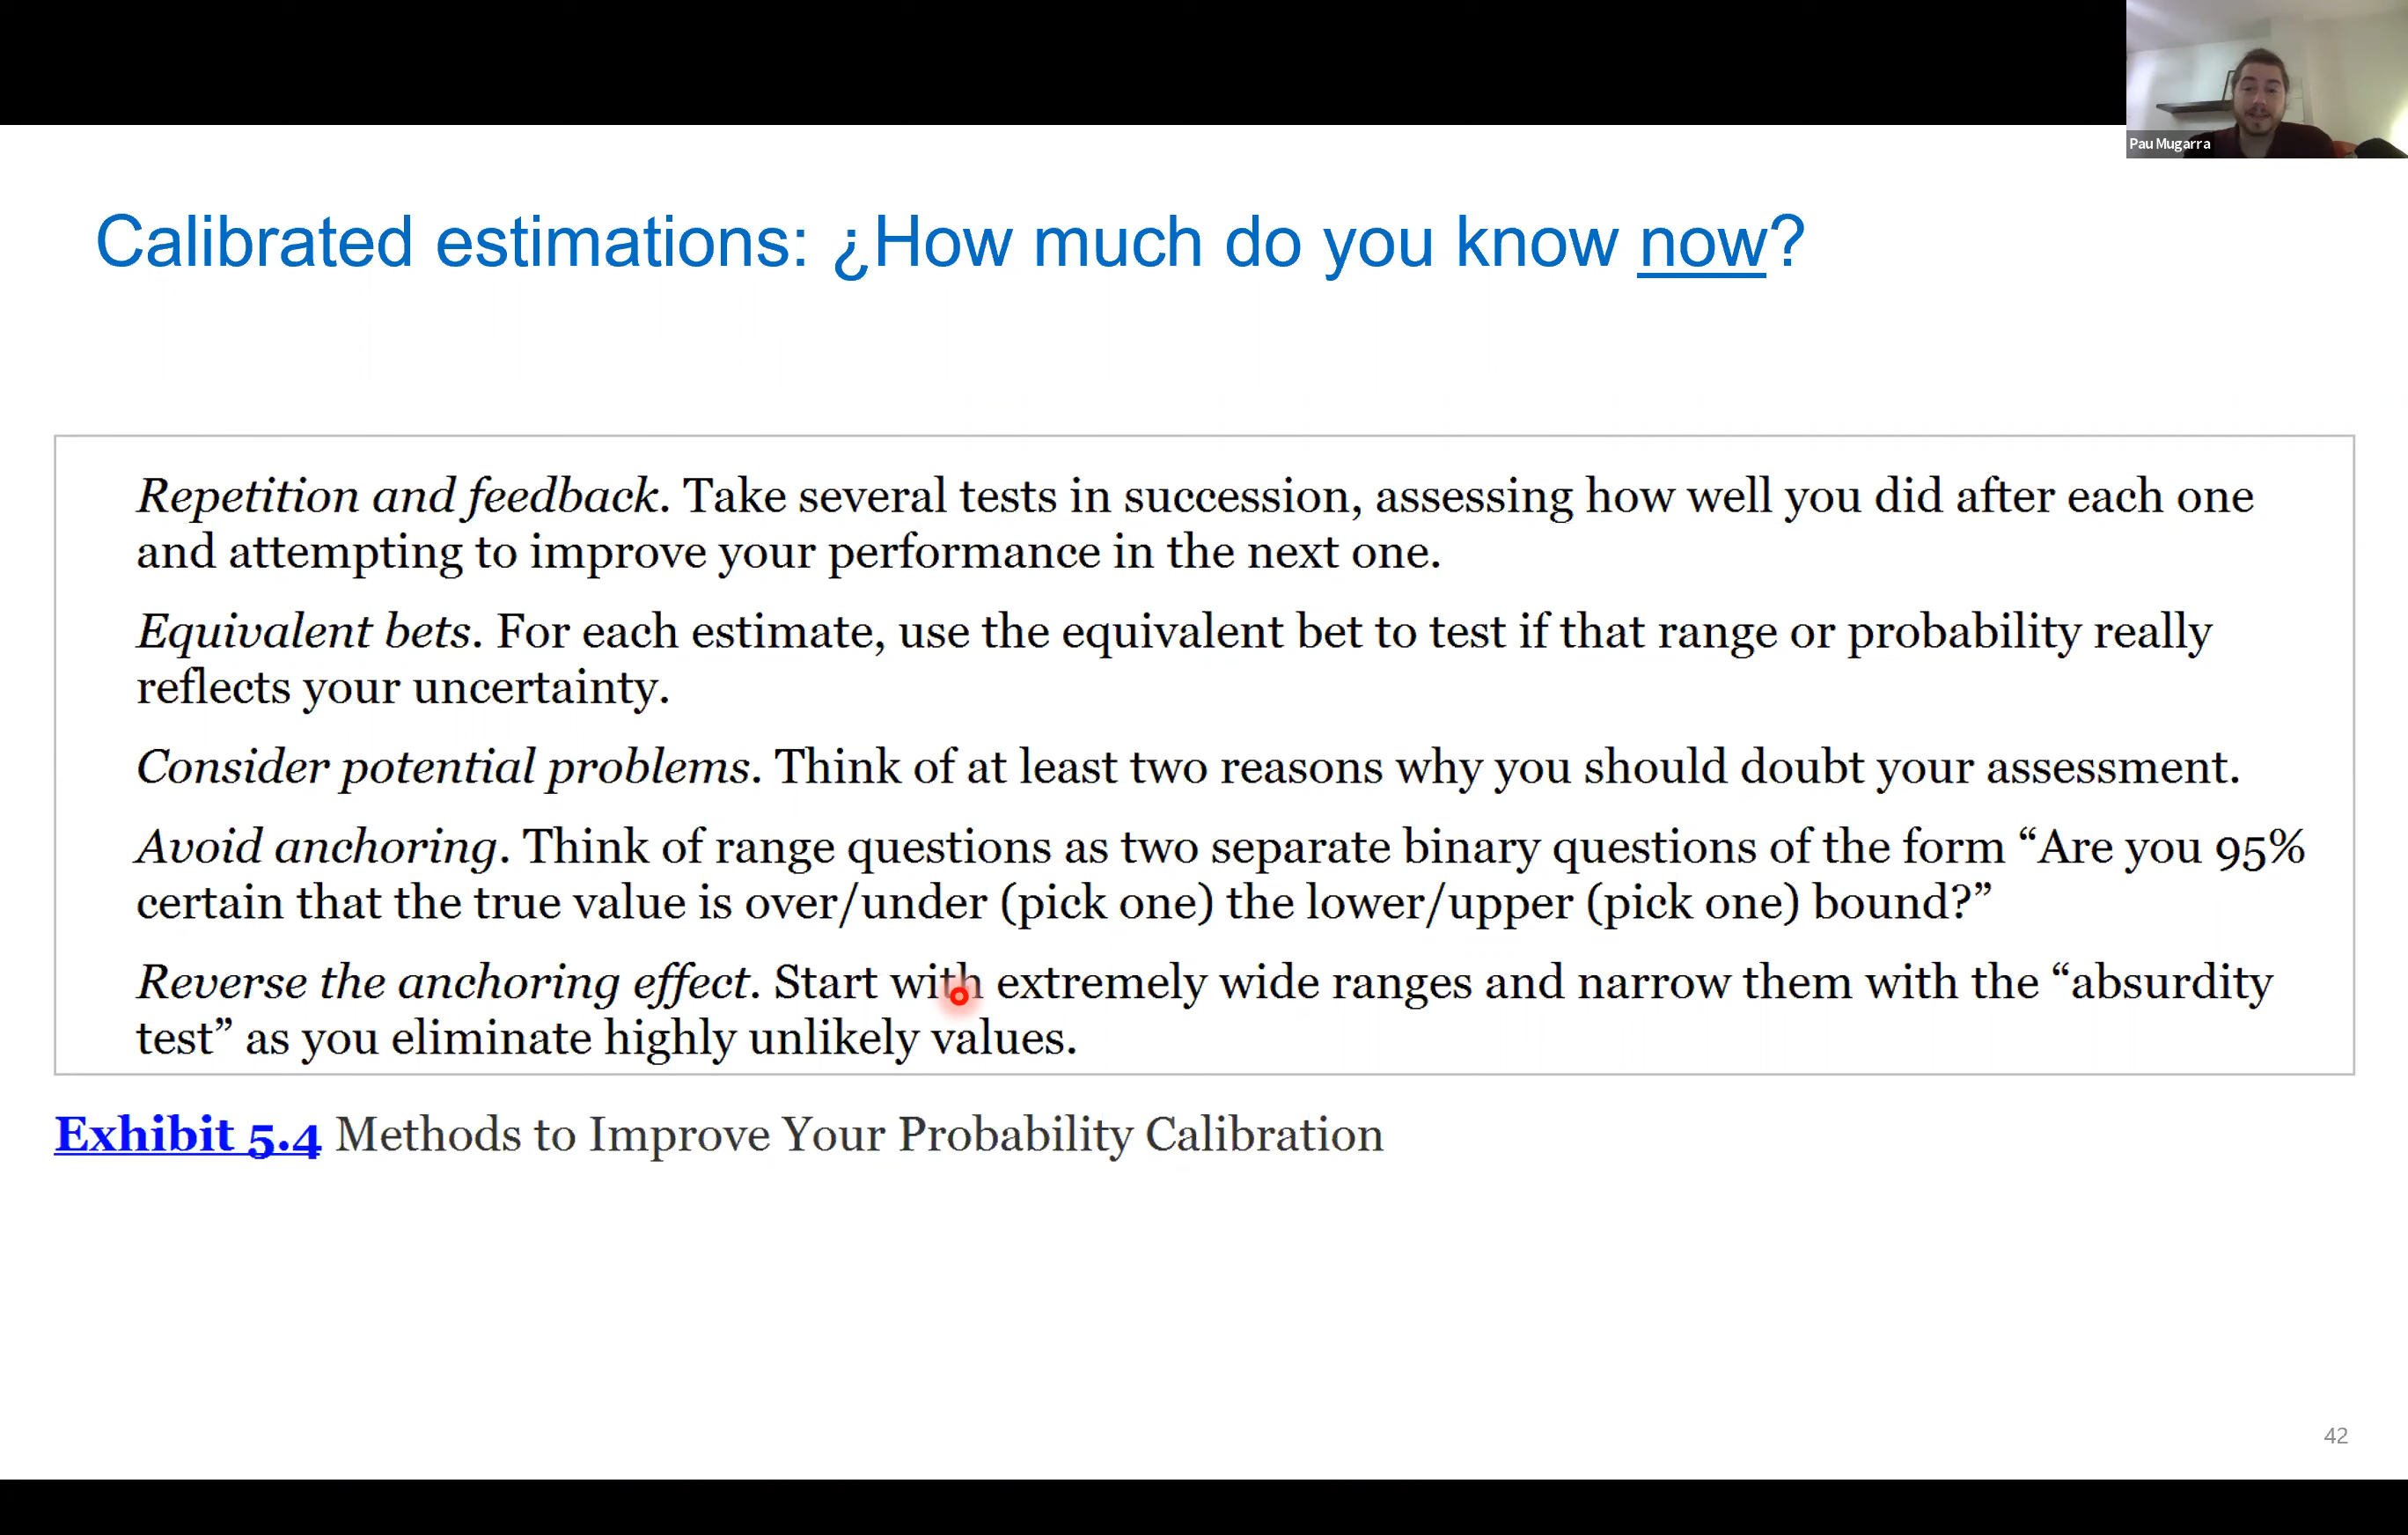 Pau Mugarra
Calibrated estimations: ¿How much do you know now?
Repetition and feedback. Take several tests in succession, assessing how well you did after each one
and attempting to improve your performance in the next one.
Equivalent bets. For each estimate, use the equivalent bet to test if that range or probability really
reflects your uncertainty.
Consider potential problems. Think of at least two reasons why you should doubt your assessment.
Avoid anchoring. Think of range questions as two separate binary questions of the form “Are you 95%
certain that the true value is over/under (pick one) the lower/upper (pick one) bound?”
Reverse the anchoring effect. Start with extremely wide ranges and narrow them with the “absurdity
test” as you eliminate highly unlikely values.
Exhibit 5.4 Methods to Improve Your Probability Calibration
42